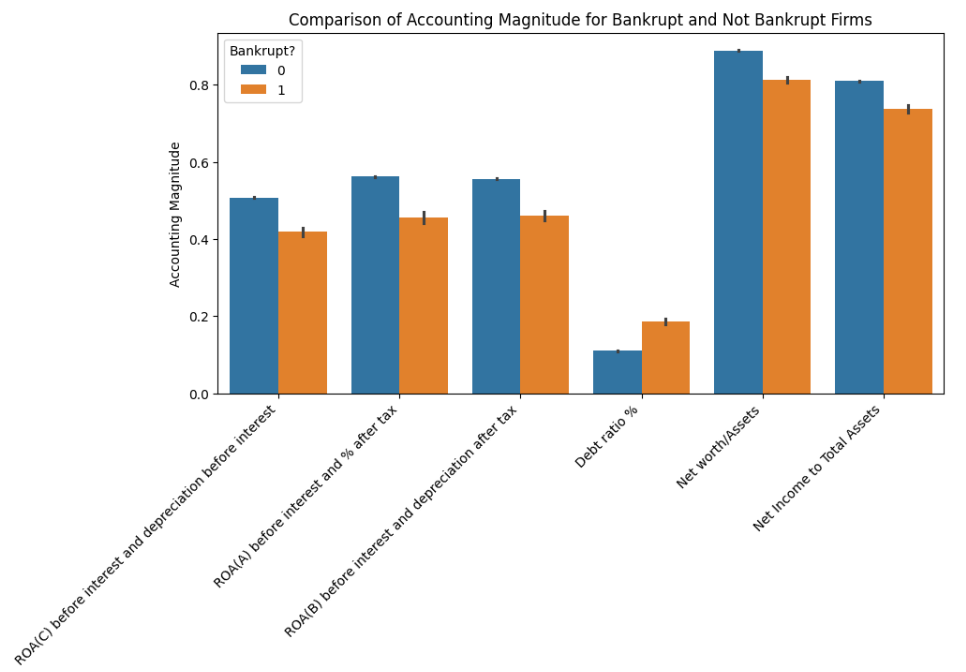 Comparison of Accounting Magnitude for Bankrupt and Not Bankrupt Firms
Bankrupt?
0
1
Accounting Magnitude
0.8
0.6
0.4
0.2
0.0
ROA(C) before interest and depreciation before interest
ROA(A) before interest and % after tax
ROA(B) before interest and depreciation after tax
Debt ratio %
Net worth/Assets
Net Income to Total Assets